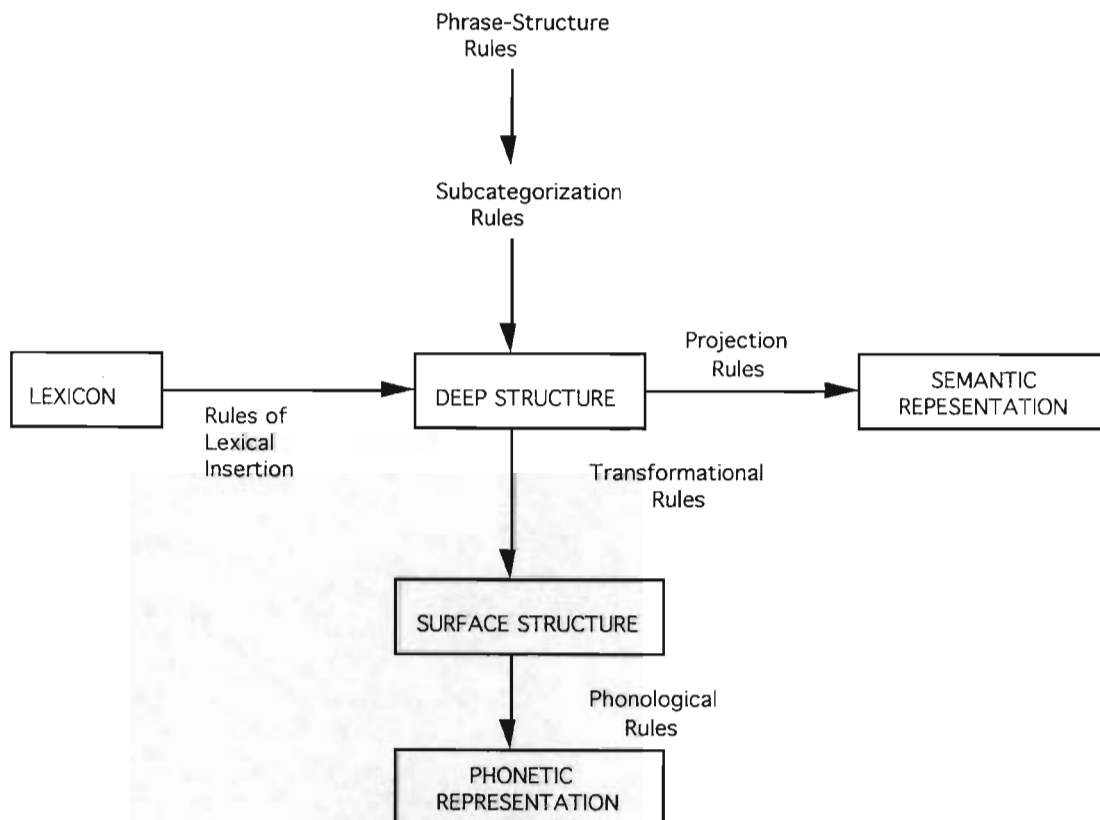 Phrase-Structure
Rules
Subcategorization
Rules
LEXICON
Rules of
Lexical
Insertion
DEEP STRUCTURE
Projection
Rules
SEMANTIC
REPESENTATION
Transformational
Rules
SURFACE STRUCTURE
Phonological
Rules
PHONETIC
REPRESENTATION